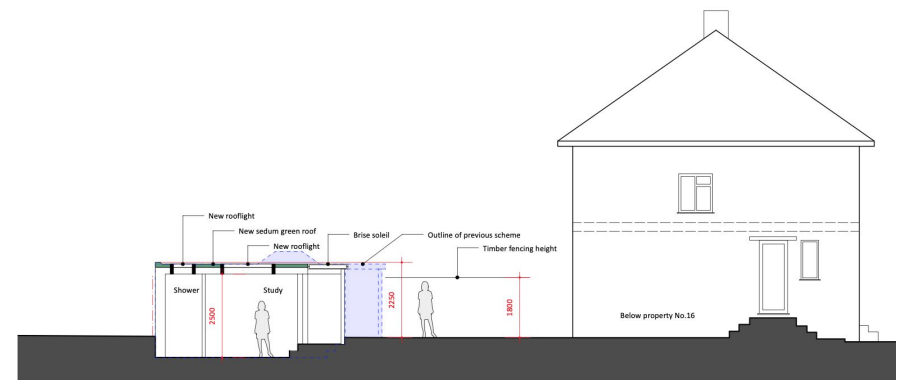 New rooflight
New sedum green roof
New rooflight
Brise soleil
Outline of previous scheme
Timber fencing height
Shower
Study
2500
2250
1800
Below property No.16